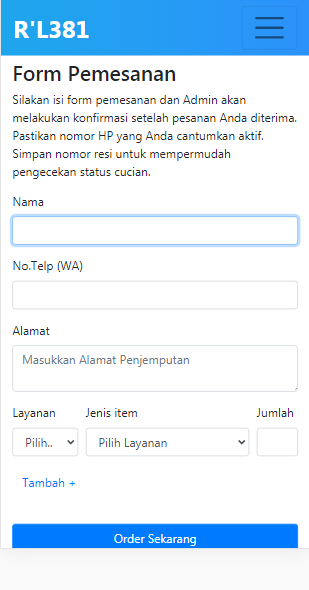 R'L381
Form Pemesanan
Silakan isi form pemesanan dan Admin akan
melakukan konfirmasi setelah pesanan Anda diterima.
Pastikan nomor HP yang Anda cantumkan aktif.
Simpan nomor resi untuk mempermudah
pengecekan status cucian.
Nama
No.Telp (WA)
Alamat
Masukkan Alamat Penjemputan
Layanan Jenis item Jumlah
Pilih.. Pilih Layanan
Tambah +
Order Sekarang